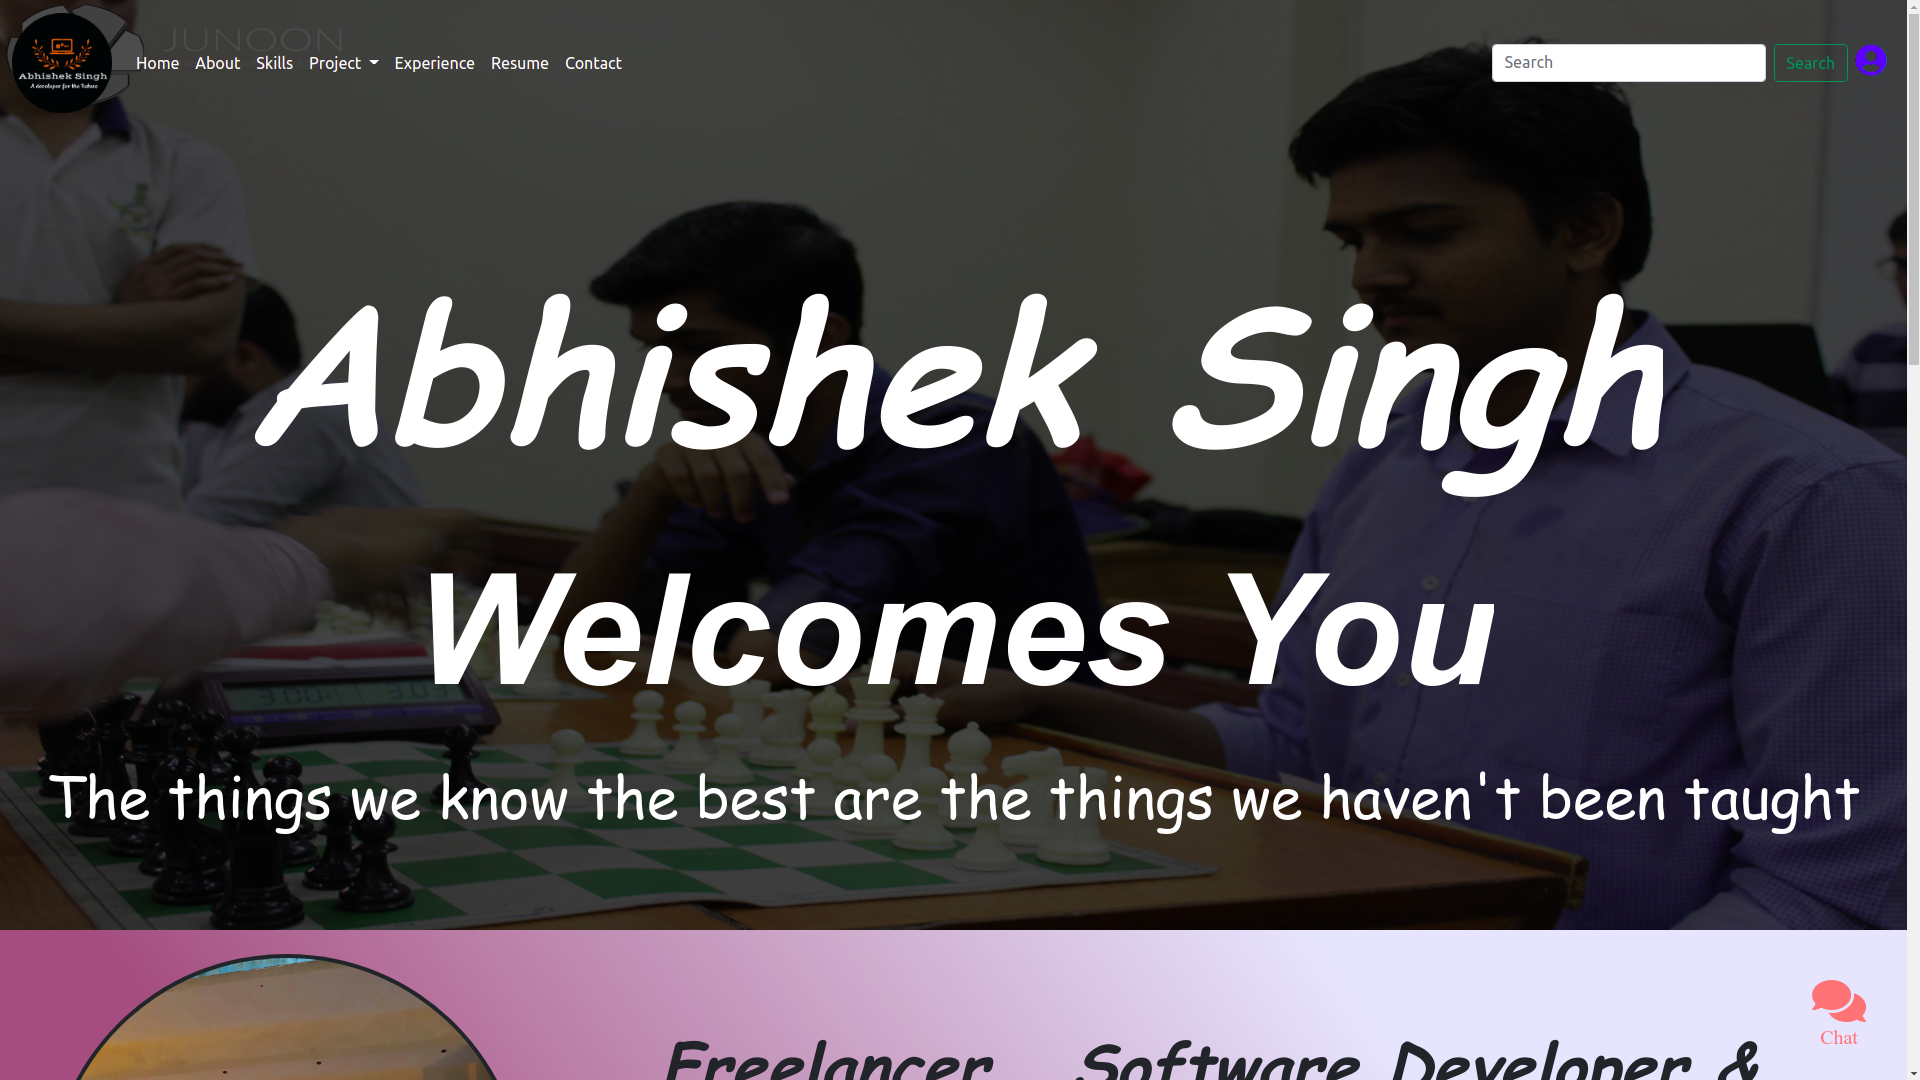 JUNOON
Abhishek Singh
A developer for the future
Home About Skills Project Experience Resume Contact
Search Search
Abhishek Singh
Welcomes You
The things we know the best are the things we haven't been taught
Freelancer Software Developer &
Chat